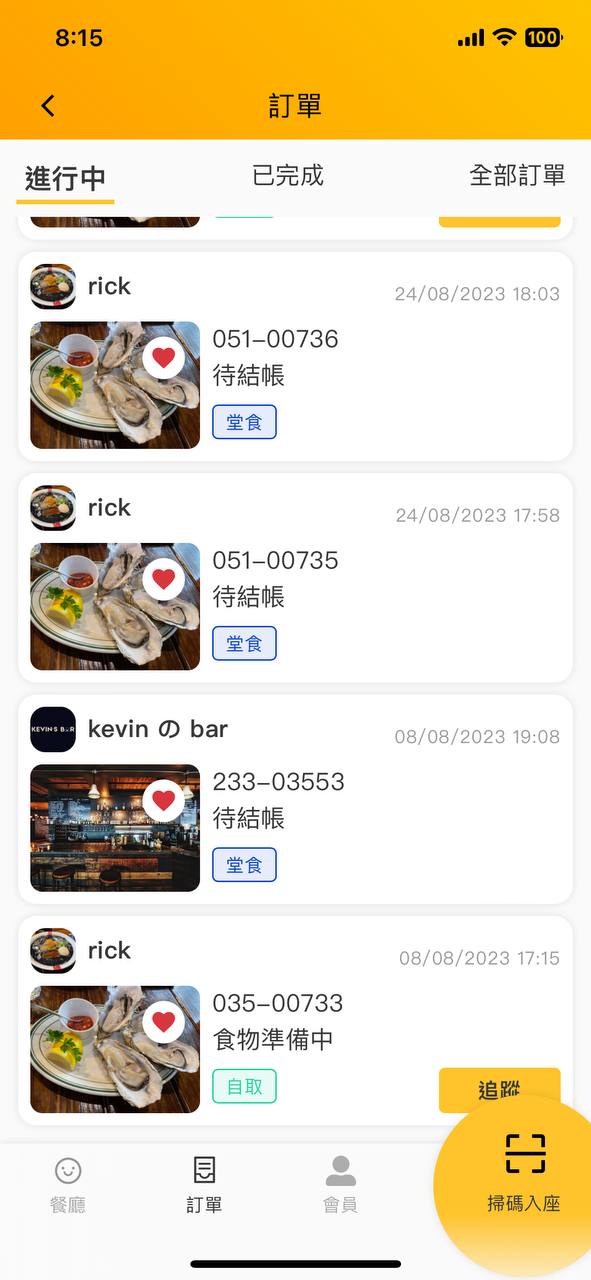 8:15
100
訂單
進行中
已完成
全部訂單
rick
24/08/2023 18:03
051-00736
待結帳
堂食
rick
24/08/2023 17:58
051-00735
待結帳
堂食
KEVINS BAR
kevin の bar
08/08/2023 19:08
233-03553
待結帳
堂食
rick
08/08/2023 17:15
035-00733
食物準備中
自取
追蹤
餐廳
訂單
會員
掃碼入座